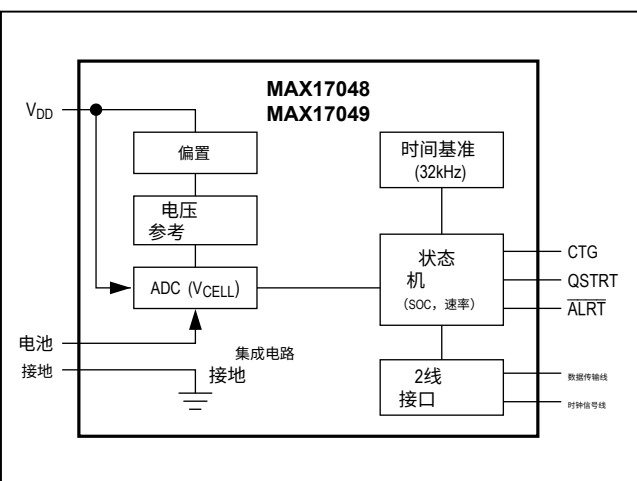 MAX17048
MAX17049
VDD
偏置
时间基准
(32kHz)
电压
参考
状态
机
(SOC，速率)
CTG
QSTRT
ALRT
ADC (VCELL)
电池
接地
集成电路
接地
2线
接口
数据传输线
时钟信号线